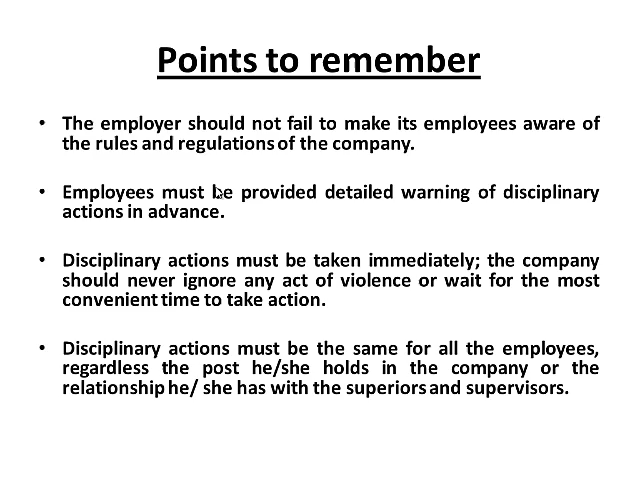 Points to remember
• The employer should not fail to make its employees aware of
the rules and regulations of the company.
• Employees must be provided detailed warning of disciplinary
actions in advance.
• Disciplinary actions must be taken immediately; the company
should never ignore any act of violence or wait for the most
convenient time to take action.
• Disciplinary actions must be the same for all the employees,
regardless the post he/she holds in the company or the
relationship he/ she has with the superiors and supervisors.